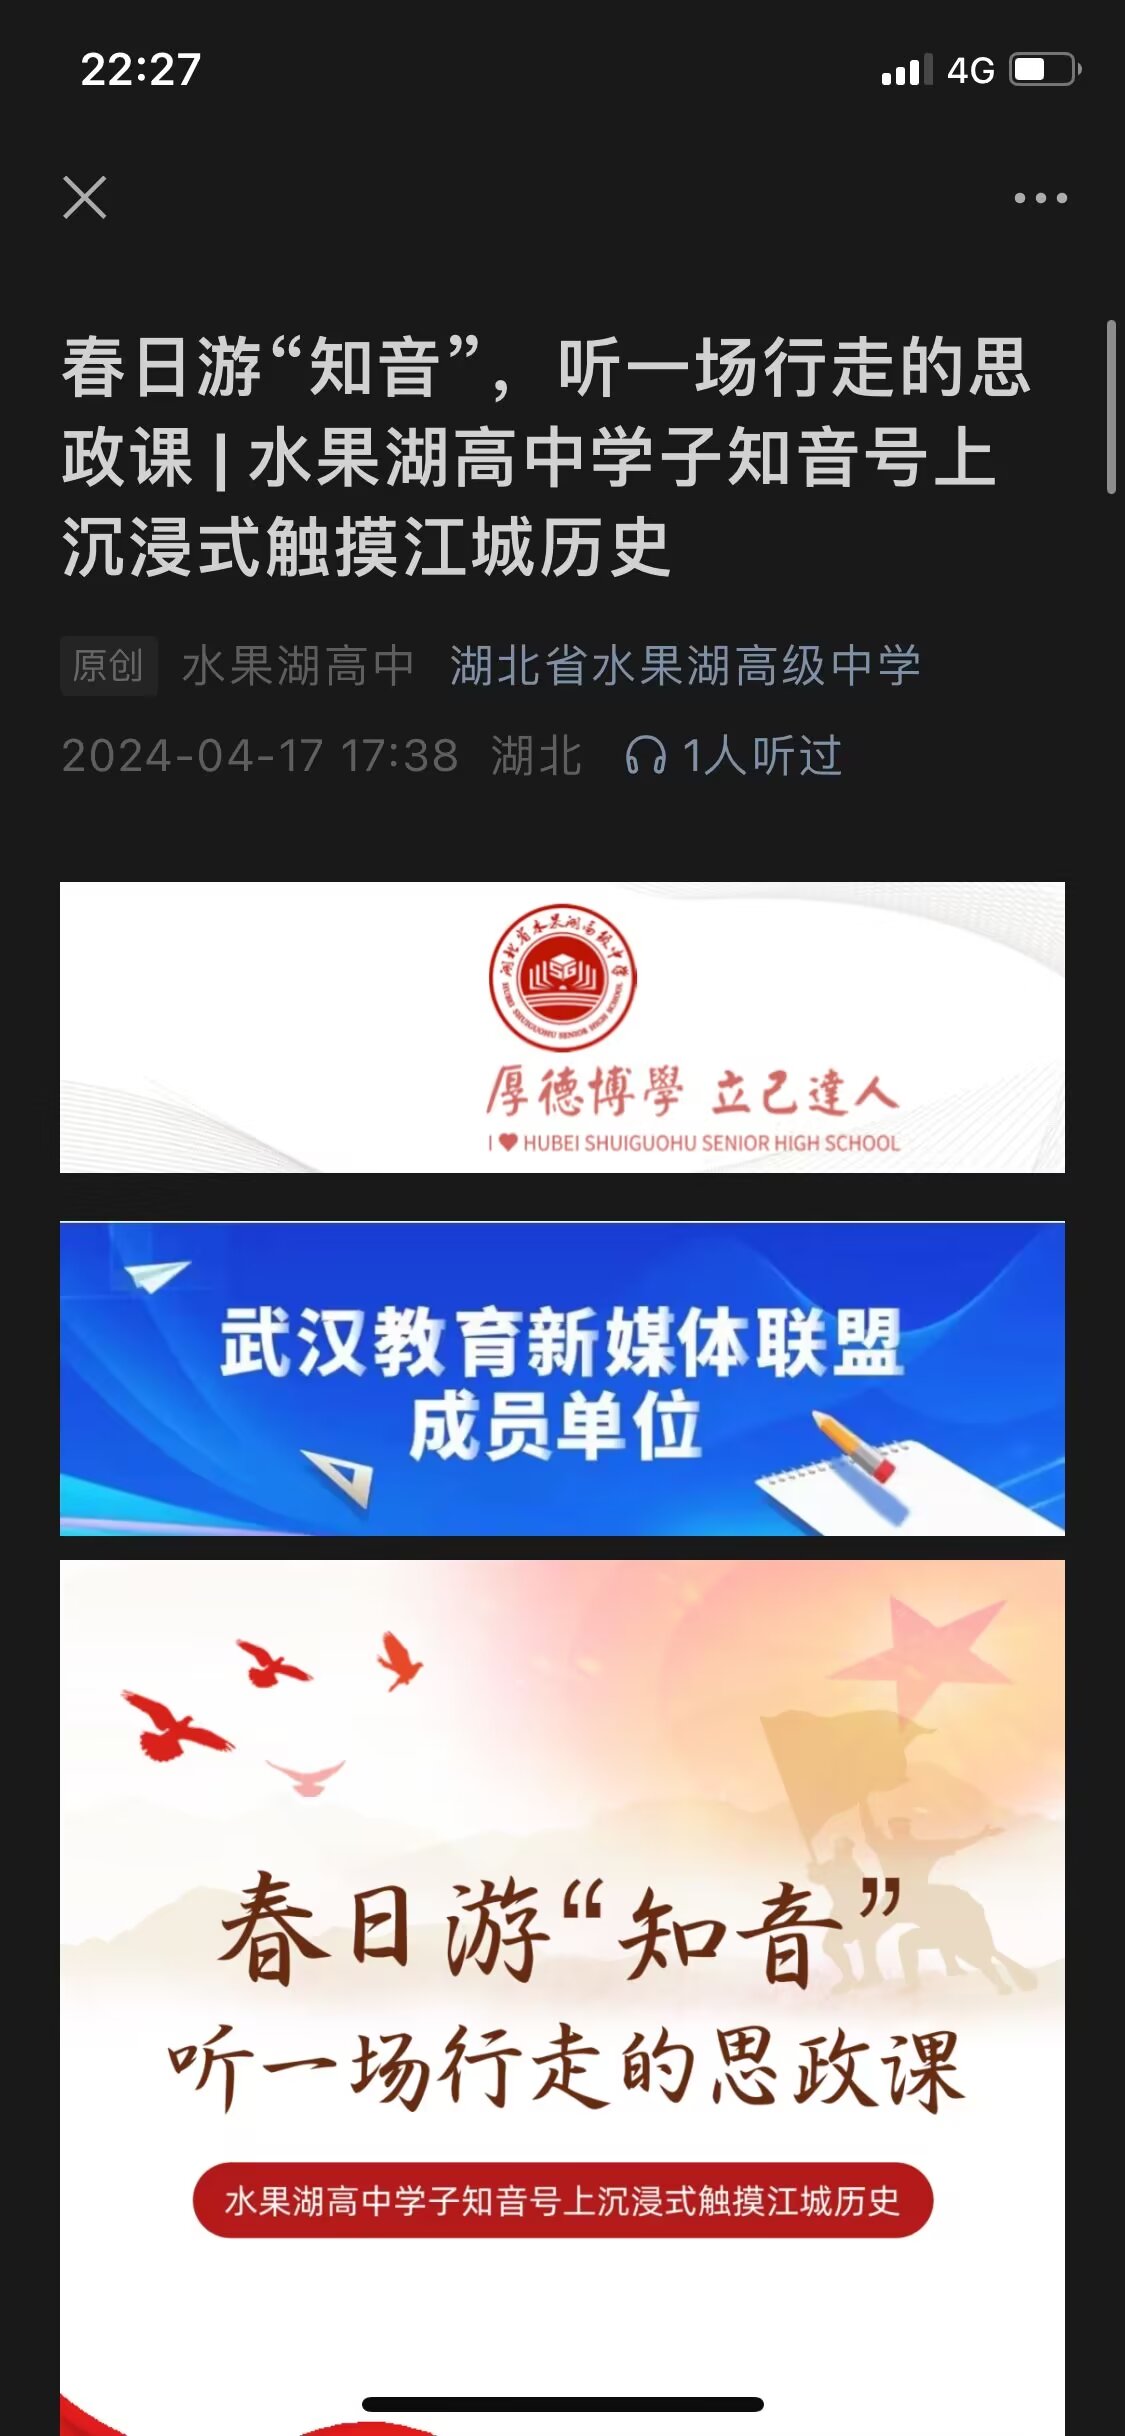 22:27
4G
春日游“知音”，听一场行走的思
政课 | 水果湖高中学子知音号上
沉浸式触摸江城历史
原创 水果湖高中 湖北省水果湖高级中学
2024-04-17 17:38 湖北 1人听过
湖北省水果湖高级中学
SG
HUBEI SHUIGUOHU SENIOR HIGH SCHOOL
厚德博學 立己達人
I ♥ HUBEI SHUIGUOHU SENIOR HIGH SCHOOL
武汉教育新媒体联盟
成员单位
春日游“知音”
听一场行走的思政课
水果湖高中学子知音号上沉浸式触摸江城历史